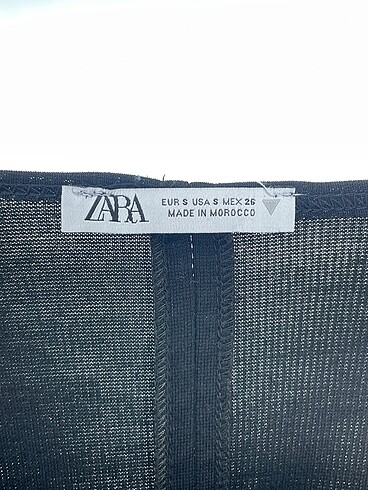 ZARA
EUR S USA S MEX 26
MADE IN MOROCCO